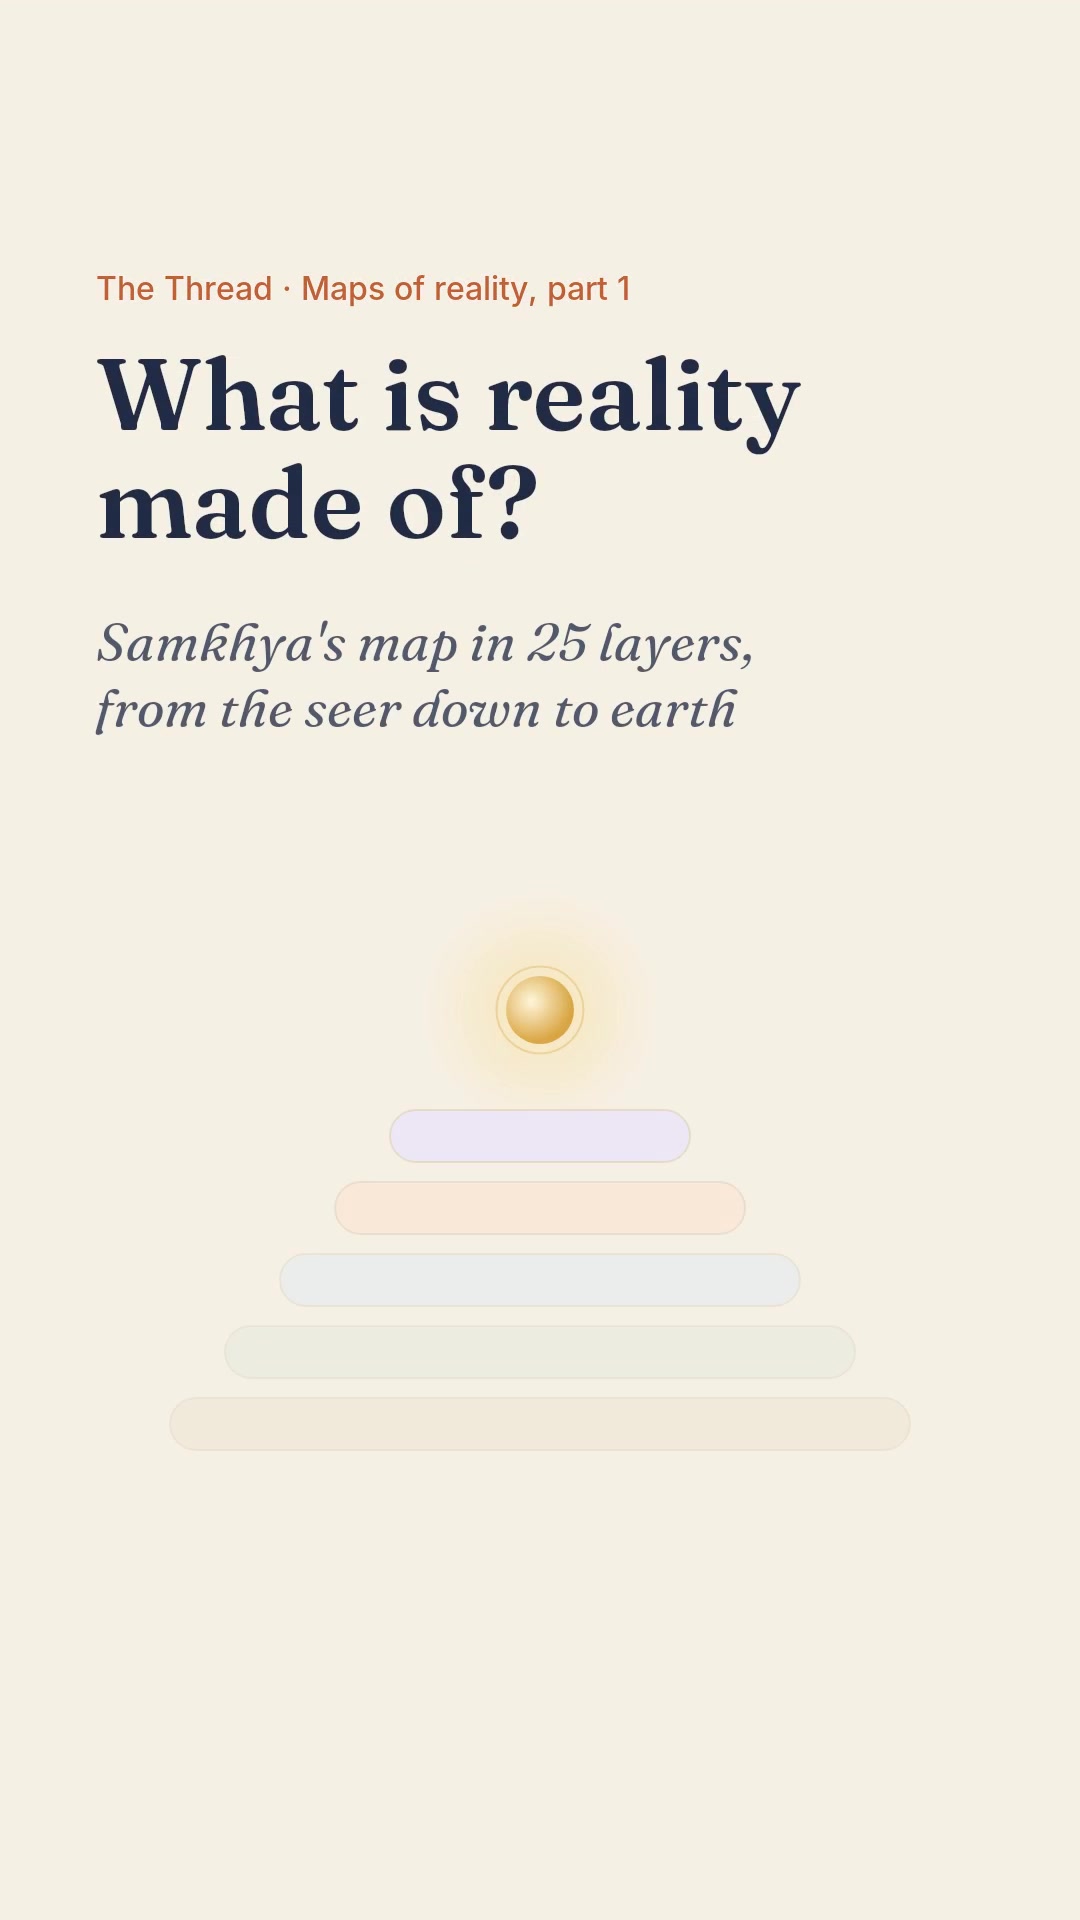 The Thread · Maps of reality, part 1
What is reality
made of?
Samkhya's map in 25 layers,
from the seer down to earth